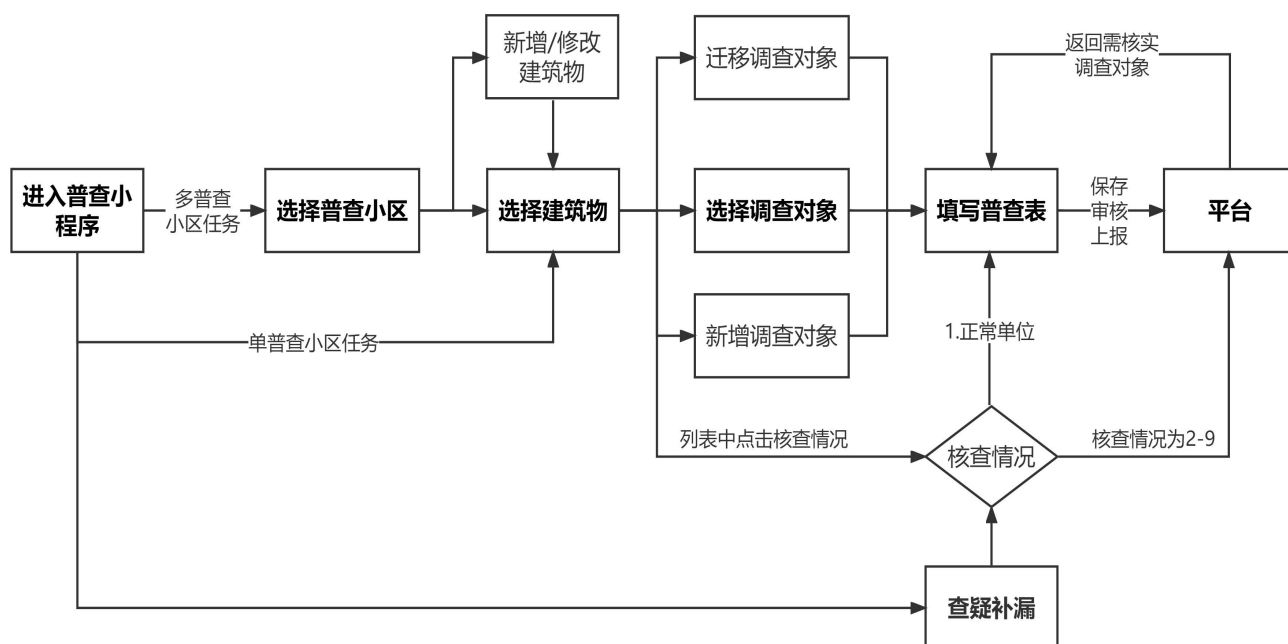 新增/修改
建筑物
迁移调查对象
返回需核实
调查对象
进入普查小
程序
多普查
小区任务
选择普查小区
选择建筑物
选择调查对象
填写普查表
保存
审核
上报
平台
单普查小区任务
新增调查对象
1.正常单位
列表中点击核查情况
核查情况
核查情况为2-9
查疑补漏